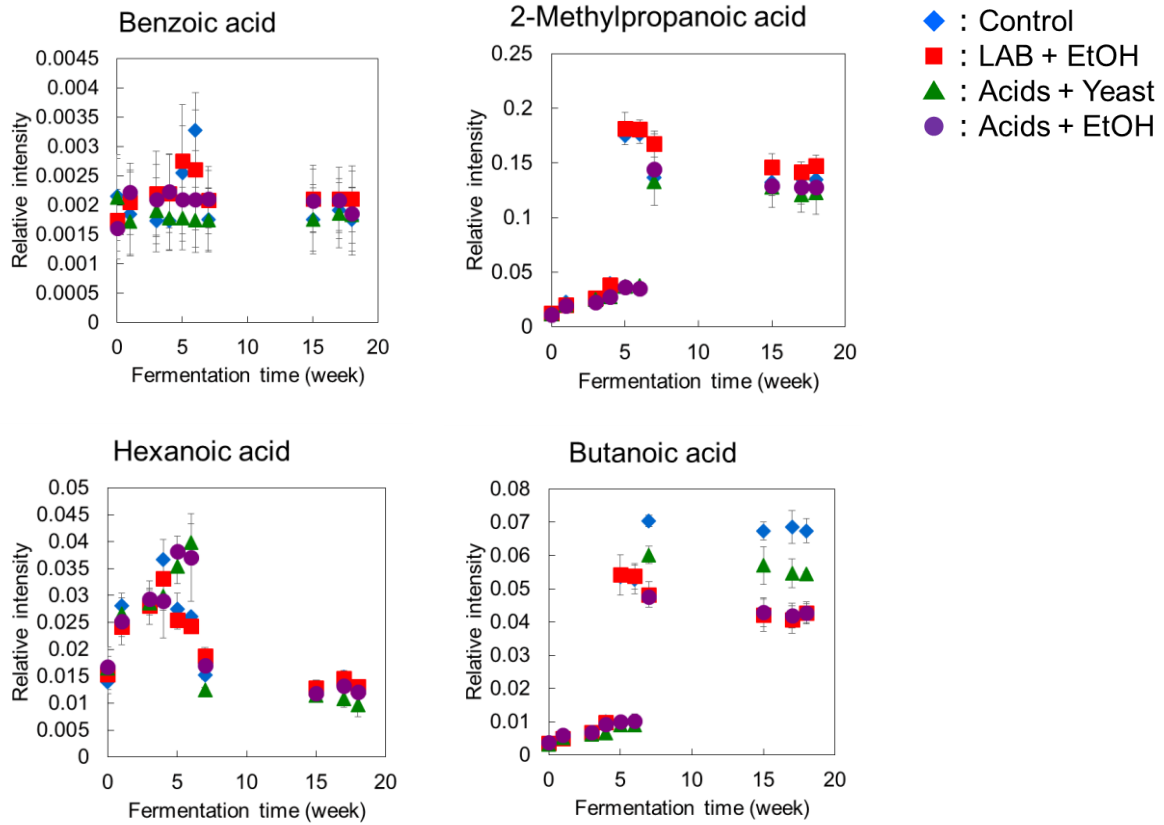 Benzoic acid
0.0045
0.004
0.0035
0.003
0.0025
0.002
0.0015
0.001
0.0005
0
Relative intensity
0 5 10 15 20
Fermentation time (week)
2-Methylpropanoic acid
0.25
0.2
0.15
0.1
0.05
0
Relative intensity
0 5 10 15 20
Fermentation time (week)
: Control
: LAB + EtOH
: Acids + Yeast
: Acids + EtOH
Hexanoic acid
0.05
0.045
0.04
0.035
0.03
0.025
0.02
0.015
0.01
0.005
0
Relative intensity
0 5 10 15 20
Fermentation time (week)
Butanoic acid
0.08
0.07
0.06
0.05
0.04
0.03
0.02
0.01
0
Relative intensity
0 5 10 15 20
Fermentation time (week)